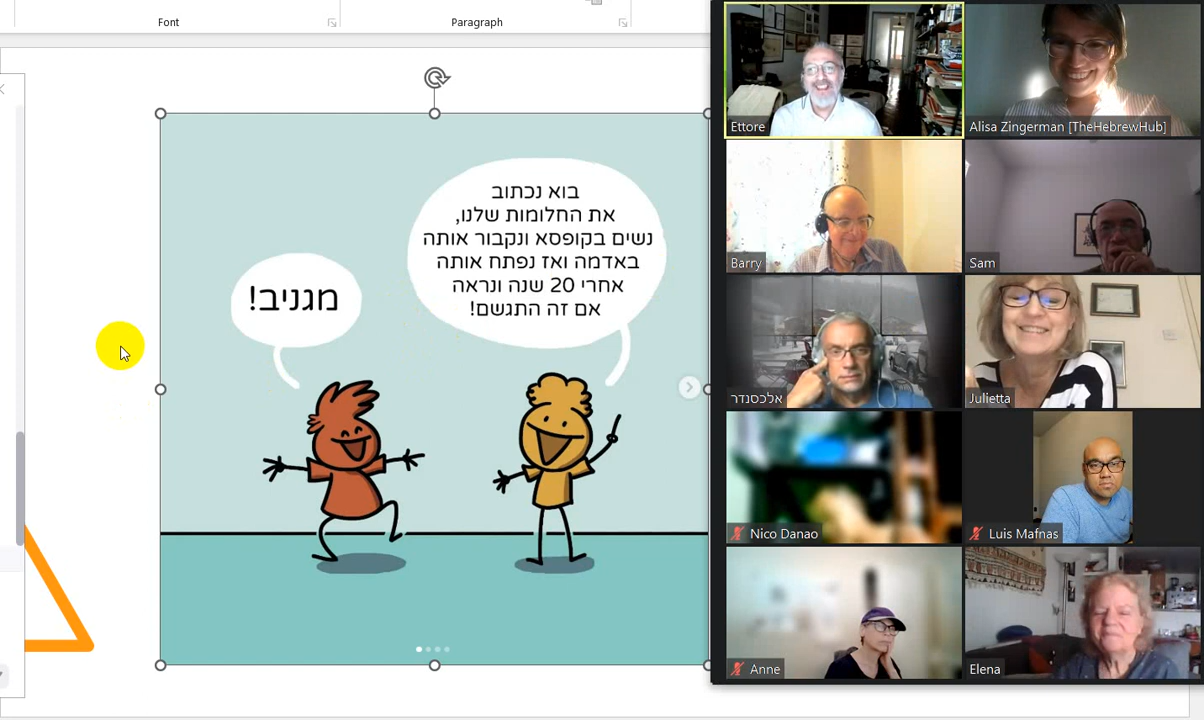 Font
Paragraph
בוא נכתוב
את החלומות שלנו,
נשים בקופסא ונקבור אותה
באדמה ואז נפתח אותה
אחרי 20 שנה ונראה
אם זה התגשם!
מגניב!
Ettore
Alisa Zingerman [TheHebrewHub]
Barry
Sam
אלכסנדר
Julietta
Nico Danao
Luis Mafnas
Anne
Elena